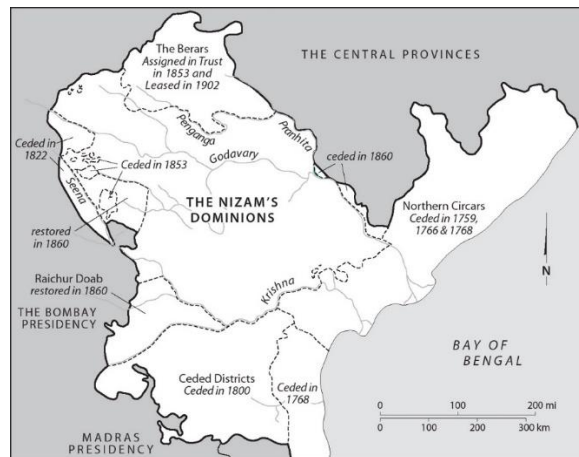 The Berars
Assigned in Trust
in 1853 and
Leased in 1902
THE CENTRAL PROVINCES
Penganga
Pranhita
Ceded in
1822
Ceded in 1853
Godavary
ceded in 1860
Seena
THE NIZAM'S
DOMINIONS
Northern Circars
Ceded in 1759,
1766 & 1768
restored
in 1860
N
Krishna
Raichur Doab
restored in 1860
THE BOMBAY
PRESIDENCY
BAY OF
BENGAL
Ceded Districts
Ceded in 1800
Ceded in
1768
0 100 200 mi
0 100 200 300 km
MADRAS
PRESIDENCY